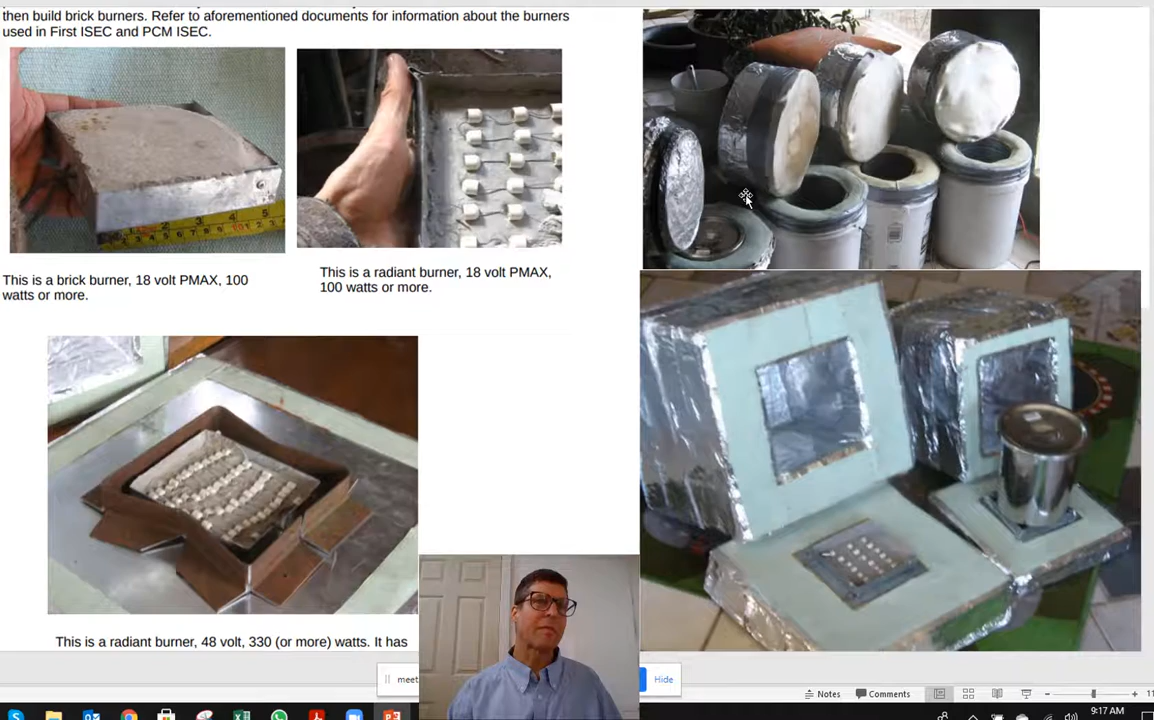 then build brick burners. Refer to aforementioned documents for information about the burners
used in First ISEC and PCM ISEC.
This is a brick burner, 18 volt PMAX, 100
watts or more.
This is a radiant burner, 18 volt PMAX,
100 watts or more.
This is a radiant burner, 48 volt, 330 (or more) watts. It has
meet
Hide
Notes
Comments
9:17 AM